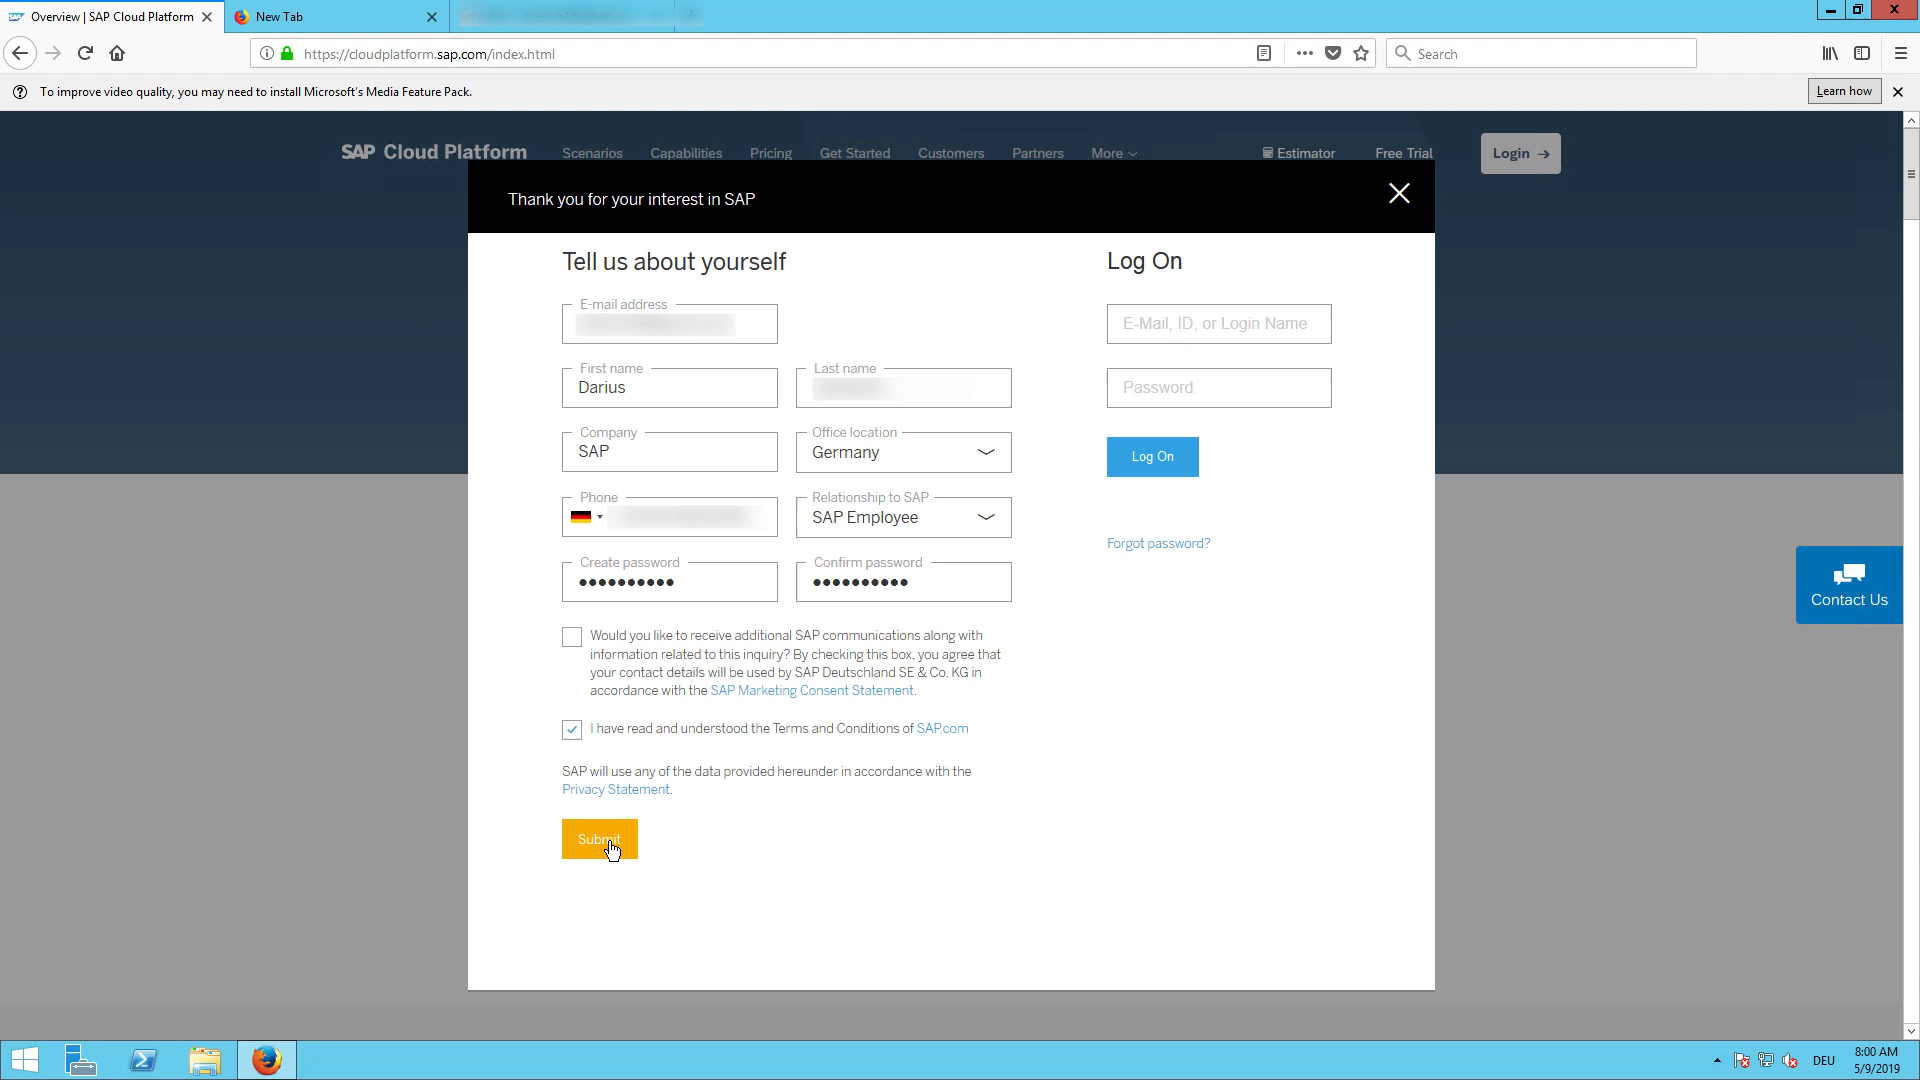 SAP Overview | SAP Cloud Platform
New Tab
https://cloudplatform.sap.com/index.html
Search
To improve video quality, you may need to install Microsoft's Media Feature Pack.
Learn how
SAP Cloud Platform
Scenarios
Capabilities
Pricing
Get Started
Customers
Partners
More
Estimator
Free Trial
Login
Thank you for your interest in SAP
Tell us about yourself
E-mail address
First name
Darius
Last name
Company
SAP
Office location
Germany
Phone
Relationship to SAP
SAP Employee
Create password
Confirm password
Would you like to receive additional SAP communications along with
information related to this inquiry? By checking this box, you agree that
your contact details will be used by SAP Deutschland SE & Co. KG in
accordance with the SAP Marketing Consent Statement.
I have read and understood the Terms and Conditions of SAP.com
SAP will use any of the data provided hereunder in accordance with the
Privacy Statement.
Submit
Log On
E-Mail, ID, or Login Name
Password
Log On
Forgot password?
Contact Us
DEU
8:00 AM
5/9/2019